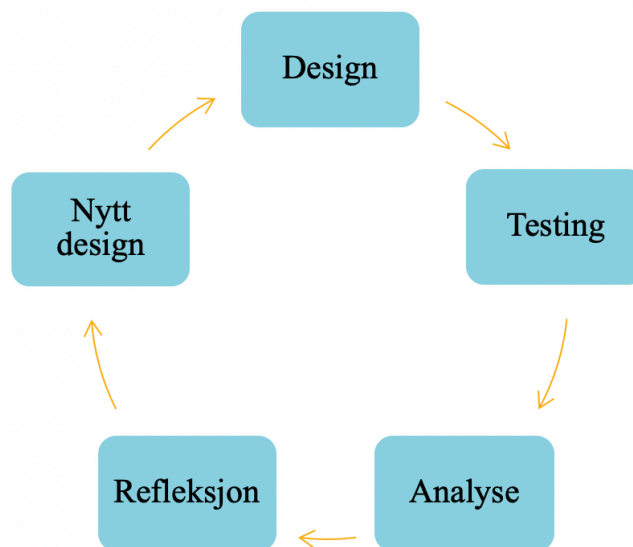 Design
Testing
Analyse
Refleksjon
Nytt
design